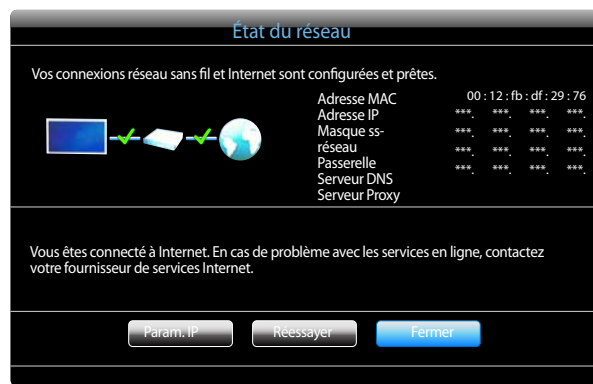 État du réseau
Vos connexions réseau sans fil et Internet sont configurées et prêtes.
Adresse MAC 00 : 12 : fb : df : 29 : 76
Adresse IP ***. ***. ***. ***.
Masque ss- ***. ***. ***. ***.
réseau ***. ***. ***. ***.
Passerelle ***. ***. ***. ***.
Serveur DNS
Serveur Proxy
Vous êtes connecté à Internet. En cas de problème avec les services en ligne, contactez
votre fournisseur de services Internet.
Param. IP Réessayer Fermer